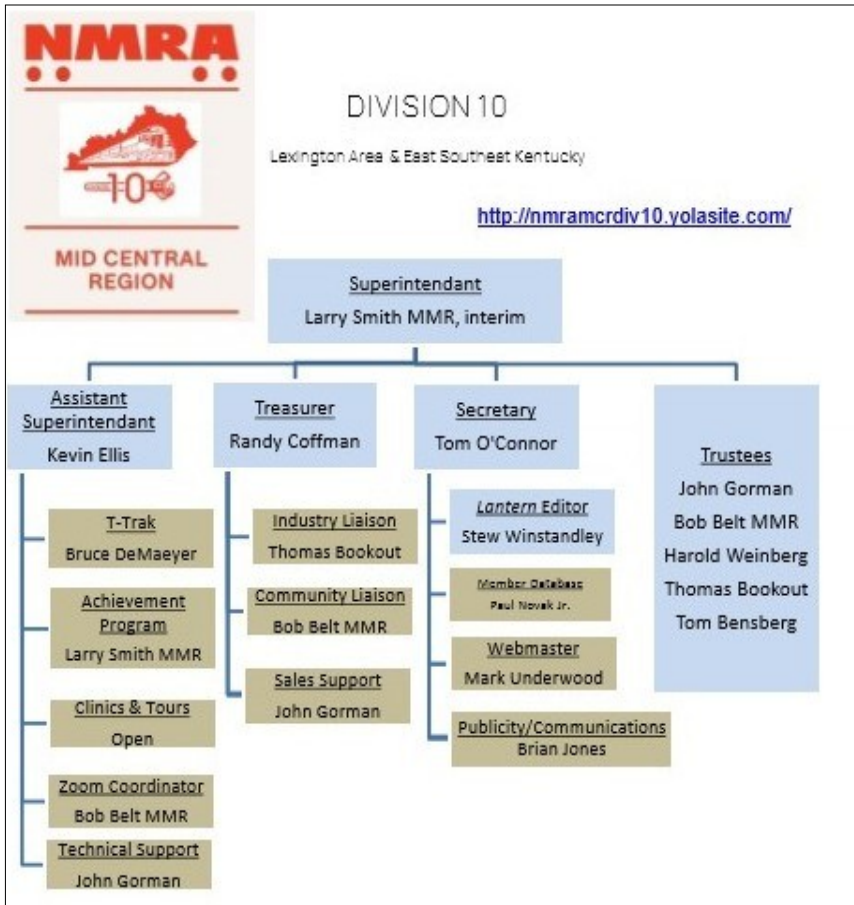 NMRA
10
MID CENTRAL
REGION
DIVISION 10
Lexington Area & East Southeast Kentucky
http://nmramcrdiv10.yolasite.com/
Superintendant
Larry Smith MMR, interim
Assistant
Superintendant
Kevin Ellis
T-Trak
Bruce DeMaeyer
Achievement
Program
Larry Smith MMR
Clinics & Tours
Open
Zoom Coordinator
Bob Belt MMR
Technical Support
John Gorman
Treasurer
Randy Coffman
Industry Liaison
Thomas Bookout
Community Liaison
Bob Belt MMR
Sales Support
John Gorman
Secretary
Tom O'Connor
Lantern Editor
Stew Winstandley
Member Database
Paul Novak Jr.
Webmaster
Mark Underwood
Publicity/Communications
Brian Jones
Trustees
John Gorman
Bob Belt MMR
Harold Weinberg
Thomas Bookout
Tom Bensberg